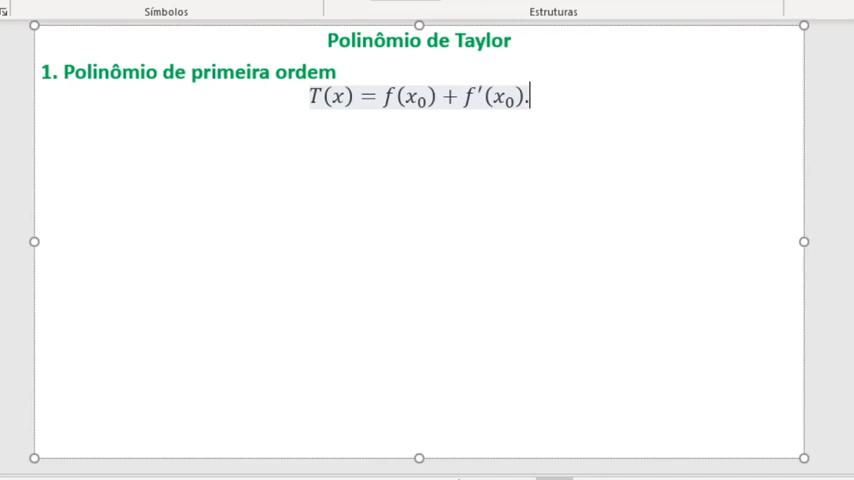 Símbolos
Estruturas
Polinômio de Taylor
1. Polinômio de primeira ordem
T(x) = f(x₀) + f′(x₀).